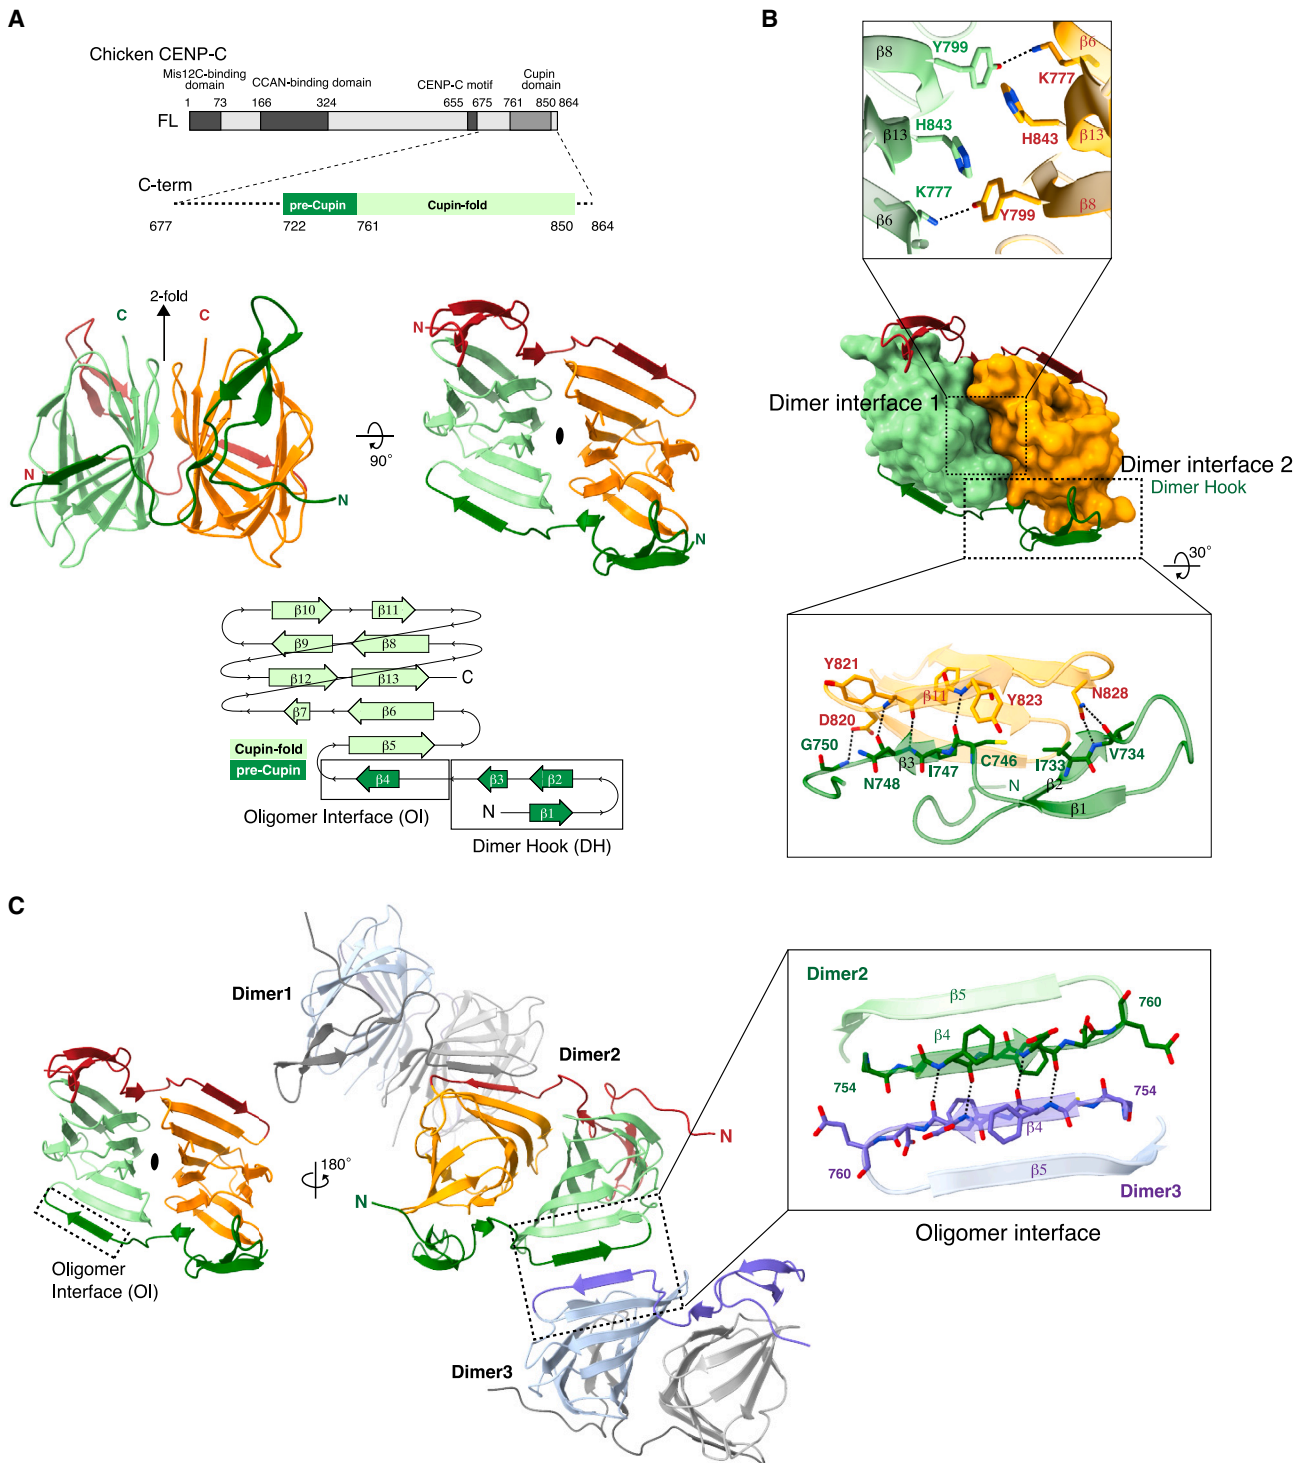 A
Chicken CENP-C
Mis12C-binding
domain
CCAN-binding domain
CENP-C motif
Cupin
domain
1 73 166 324 655 675 761 850 864
FL
C-term
pre-Cupin
Cupin-fold
677 722 761 850 864
2-fold
C
C
N
N
90°
N
N
β10
β11
β9
β8
β12
β13
C
β7
β6
β5
Cupin-fold
pre-Cupin
β4
β3
β2
N
β1
Oligomer Interface (OI)
Dimer Hook (DH)
B
β8
Y799
β6
K777
H843
β13
H843
β13
K777
β6
Y799
β8
Dimer interface 1
Dimer interface 2
Dimer Hook
30°
Y821
β11
Y823
N828
D820
G750
N748
β3
I747
C746
I733
V734
N
β2
β1
C
Dimer1
Dimer2
N
N
180°
Oligomer
Interface (OI)
Dimer3
Dimer2
β5
760
β4
754
754
β4
760
β5
Dimer3
Oligomer interface